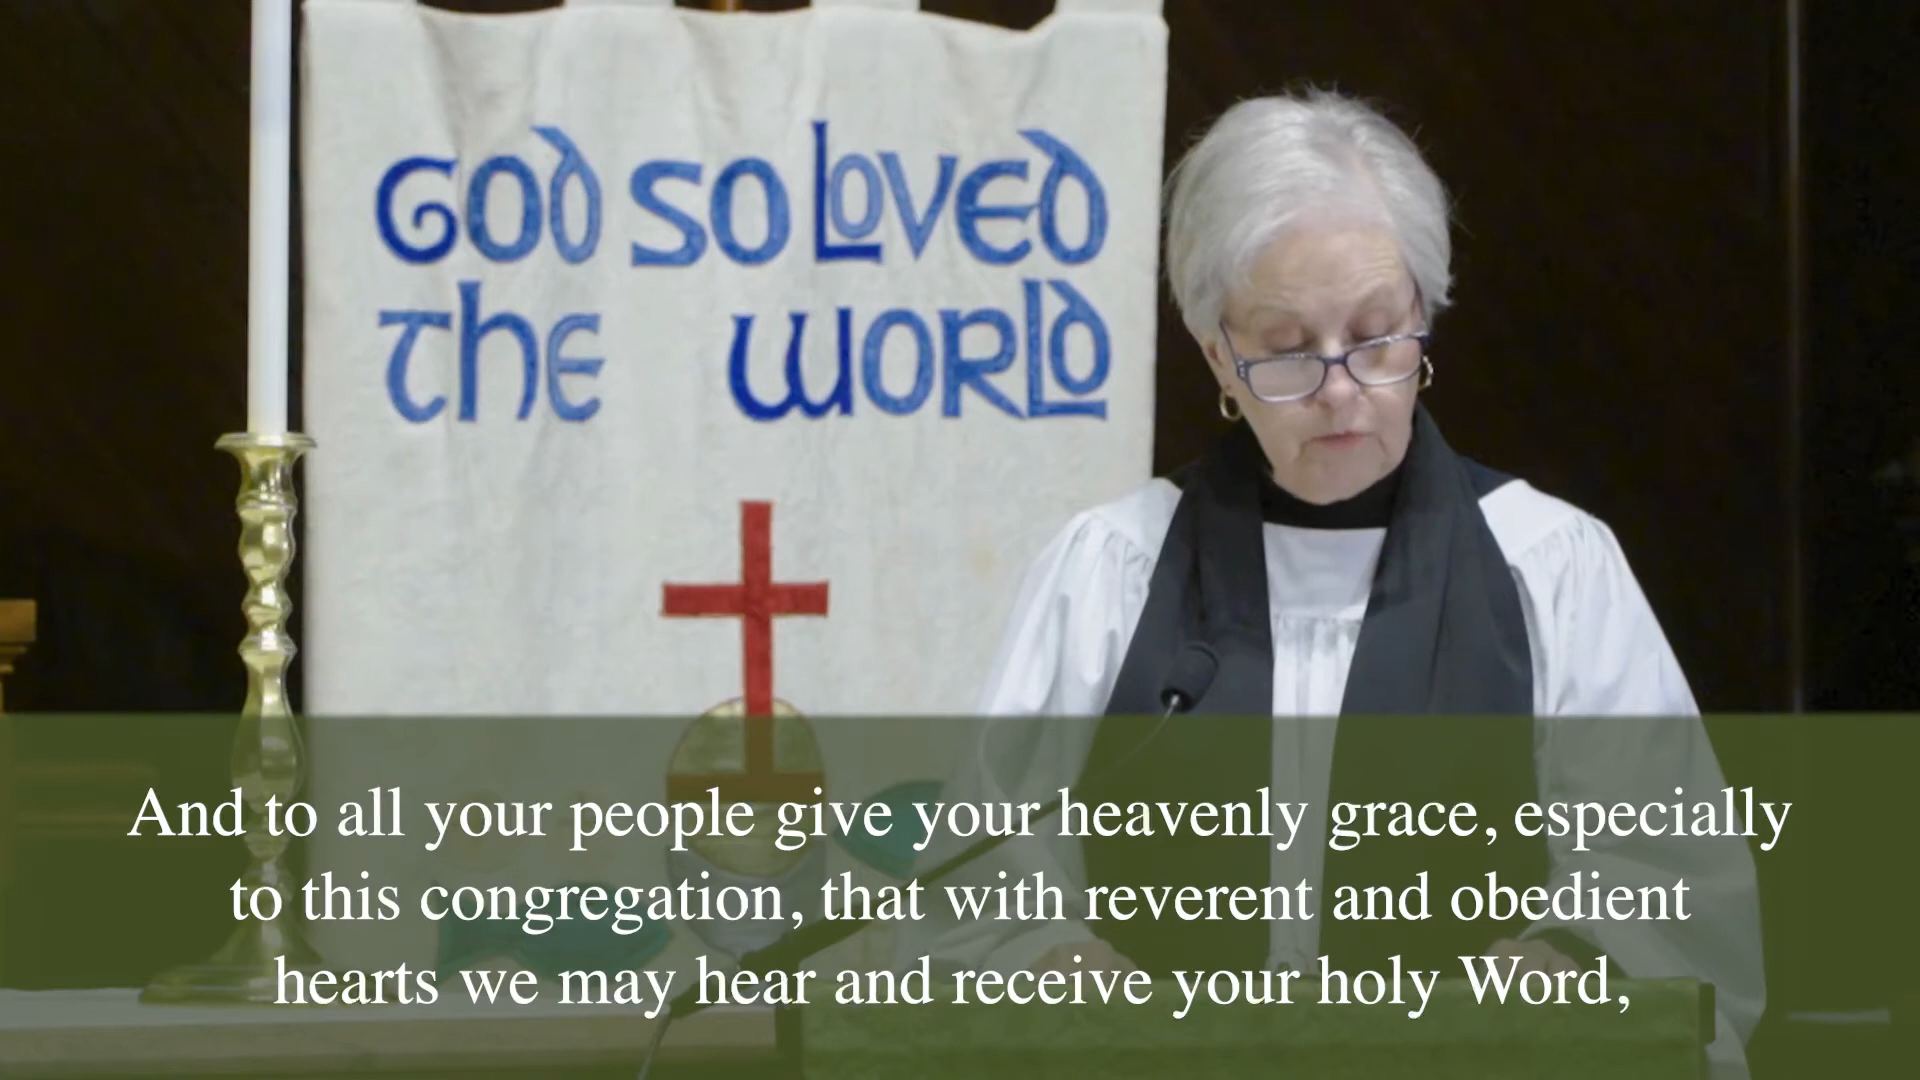 GOD SO LOVED
THE WORLD
And to all your people give your heavenly grace, especially
to this congregation, that with reverent and obedient
hearts we may hear and receive your holy Word,